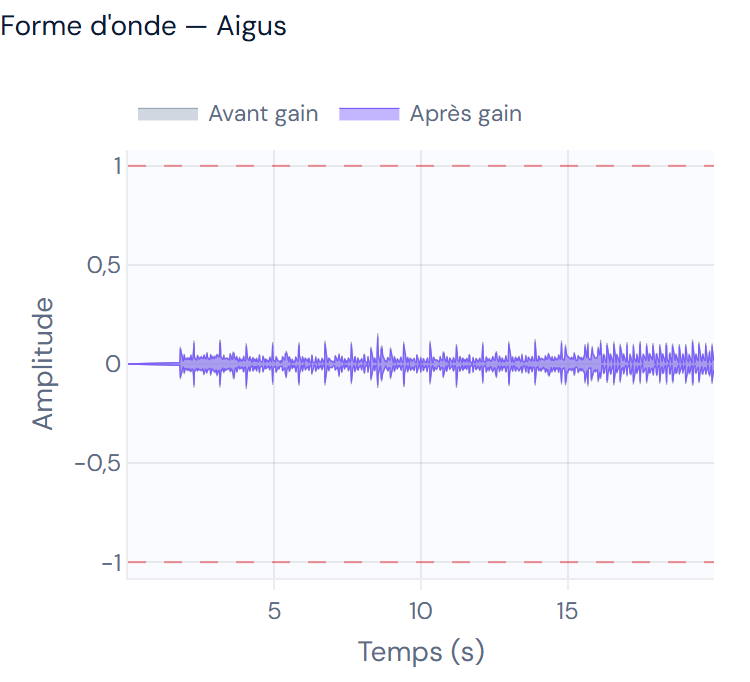 Forme d'onde — Aigus
Avant gain Après gain
1
0,5
0
−0,5
−1
Amplitude
5 10 15
Temps (s)